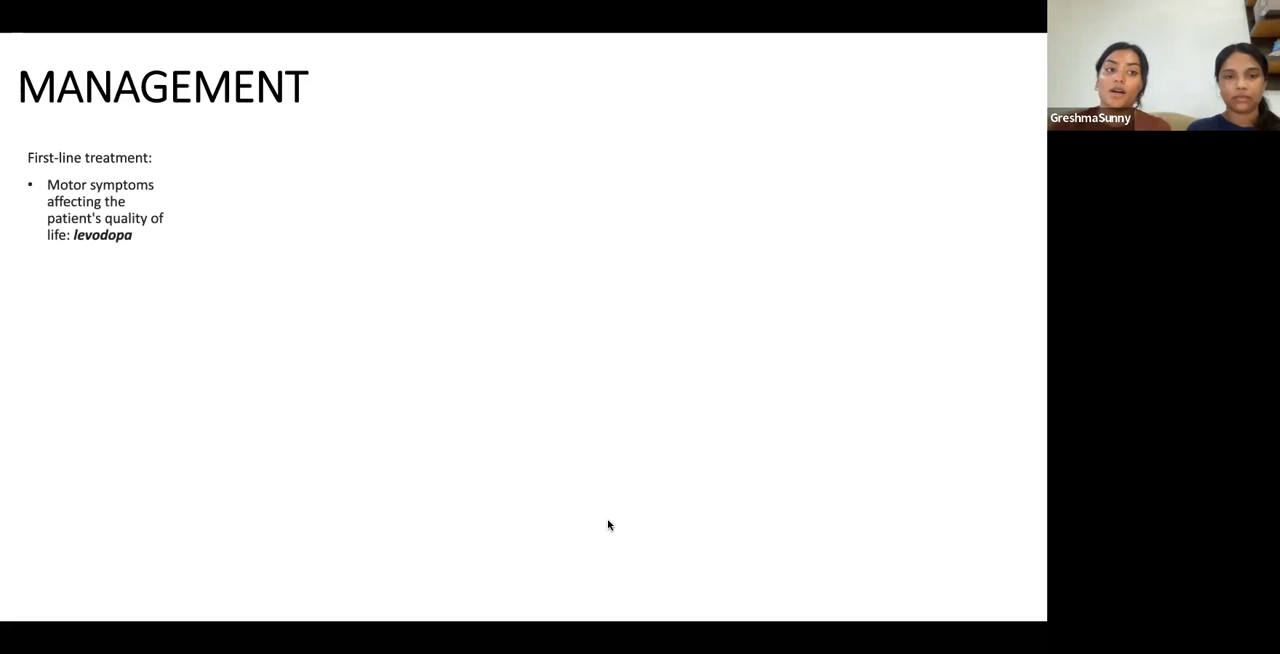 MANAGEMENT
First-line treatment:
• Motor symptoms
affecting the
patient's quality of
life: levodopa
GreshmaSunny